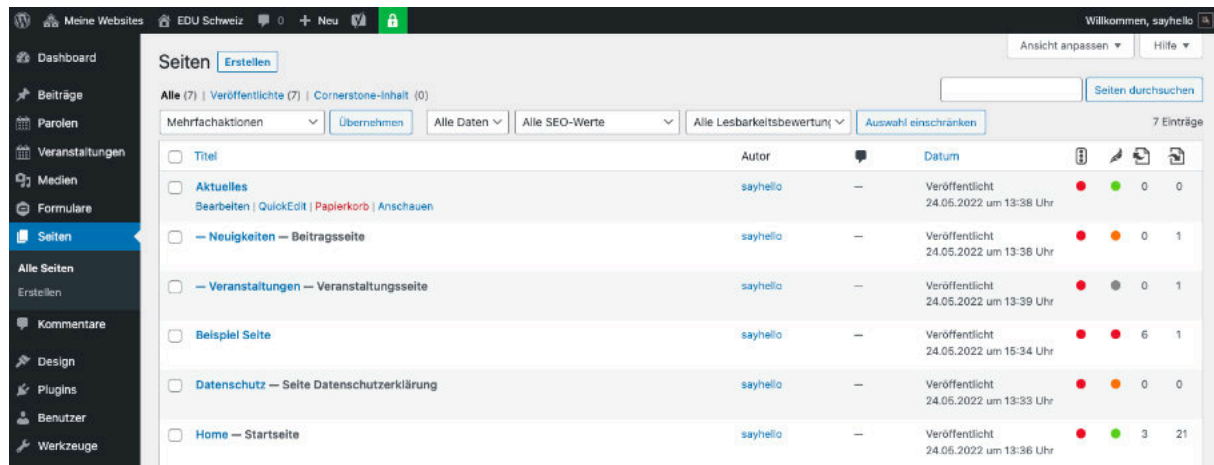 Meine Websites EDU Schweiz 0 + Neu Willkommen, sayhello
Dashboard
Beiträge
Parolen
Veranstaltungen
Medien
Formulare
Seiten
Alle Seiten
Erstellen
Kommentare
Design
Plugins
Benutzer
Werkzeuge
Ansicht anpassen ▼ Hilfe ▼
Seiten Erstellen
Alle (7) | Veröffentlichte (7) | Cornerstone-Inhalt (0)
Seiten durchsuchen
Mehrfachaktionen Übernehmen Alle Daten Alle SEO-Werte Alle Lesbarkeitsbewertung Auswahl einschränken 7 Einträge
Titel Autor Datum
Aktuelles sayhello — Veröffentlicht 0 0
Bearbeiten | QuickEdit | Papierkorb | Anschauen 24.05.2022 um 13:38 Uhr
— Neuigkeiten — Beitragsseite sayhello — Veröffentlicht 0 1
24.05.2022 um 13:38 Uhr
— Veranstaltungen — Veranstaltungsseite sayhello — Veröffentlicht 0 1
24.05.2022 um 13:39 Uhr
Beispiel Seite sayhello — Veröffentlicht 6 1
24.05.2022 um 15:34 Uhr
Datenschutz — Seite Datenschutzerklärung sayhello — Veröffentlicht 0 0
24.05.2022 um 13:33 Uhr
Home — Startseite sayhello — Veröffentlicht 3 21
24.05.2022 um 13:36 Uhr